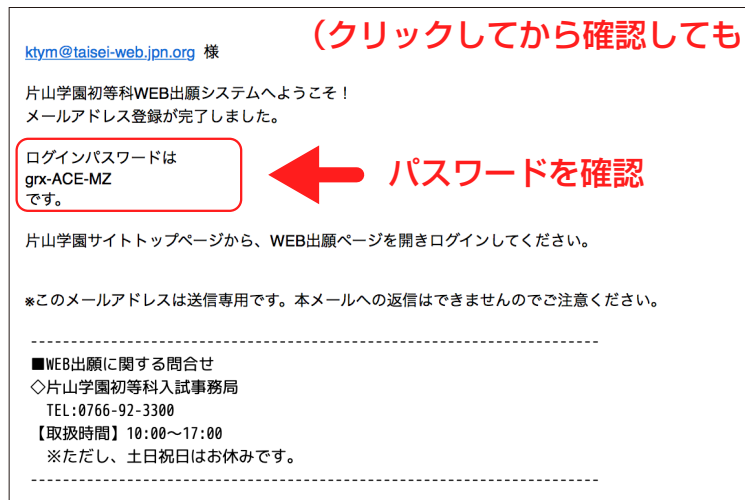 （クリックしてから確認しても
ktym@taisei-web.jpn.org 様
片山学園初等科WEB出願システムへようこそ！
メールアドレス登録が完了しました。
ログインパスワードは
grx-ACE-MZ
です。
パスワードを確認
片山学園サイトトップページから、WEB出願ページを開きログインしてください。
※このメールアドレスは送信専用です。本メールへの返信はできませんのでご注意ください。
-----------------------------------------------------------------------
■WEB出願に関する問合せ
◇片山学園初等科入試事務局
TEL:0766-92-3300
【取扱時間】10:00〜17:00
※ただし、土日祝日はお休みです。
-----------------------------------------------------------------------